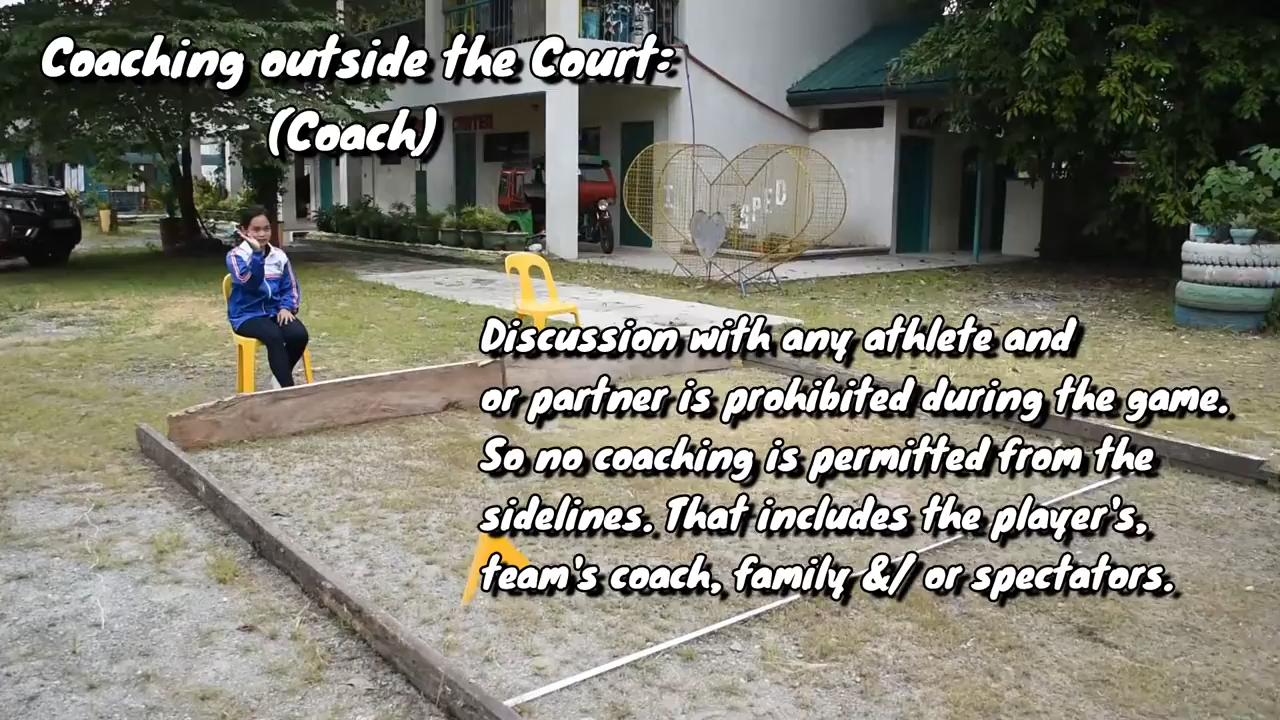 Coaching outside the Court:
(Coach)
SPED
Discussion with any athlete and
or partner is prohibited during the game.
So no coaching is permitted from the
sidelines. That includes the player's,
team's coach, family &/ or spectators.